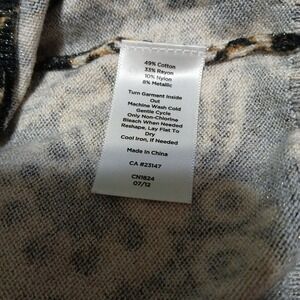 49% Cotton
33% Rayon
10% Nylon
8% Metallic
Turn Garment Inside
Out
Machine Wash Cold
Gentle Cycle
Only Non-Chlorine
Bleach When Needed
Reshape, Lay Flat To
Dry
Cool Iron, If Needed
Made in China
CA #23147
CN1824
07/12